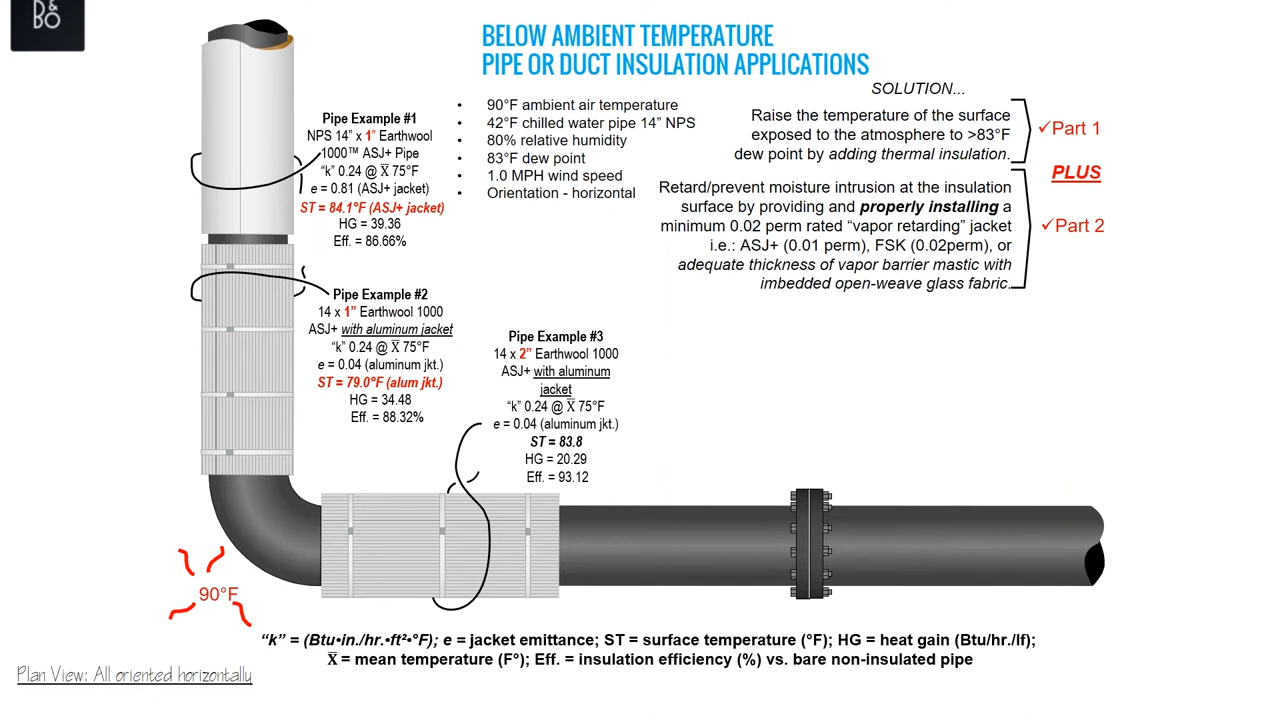 B&
BO
BELOW AMBIENT TEMPERATURE
PIPE OR DUCT INSULATION APPLICATIONS
• 90°F ambient air temperature
• 42°F chilled water pipe 14” NPS
• 80% relative humidity
• 83°F dew point
• 1.0 MPH wind speed
• Orientation - horizontal
SOLUTION...
Raise the temperature of the surface
exposed to the atmosphere to >83°F
dew point by adding thermal insulation.
✓Part 1
PLUS
Retard/prevent moisture intrusion at the insulation
surface by providing and properly installing a
minimum 0.02 perm rated “vapor retarding” jacket
i.e.: ASJ+ (0.01 perm), FSK (0.02perm), or
adequate thickness of vapor barrier mastic with
imbedded open-weave glass fabric.
✓Part 2
Pipe Example #1
NPS 14” x 1” Earthwool
1000™ ASJ+ Pipe
“k” 0.24 @ X̅ 75°F
e = 0.81 (ASJ+ jacket)
ST = 84.1°F (ASJ+ jacket)
HG = 39.36
Eff. = 86.66%
Pipe Example #2
14 x 1” Earthwool 1000
ASJ+ with aluminum jacket
“k” 0.24 @ X̅ 75°F
e = 0.04 (aluminum jkt.)
ST = 79.0°F (alum jkt.)
HG = 34.48
Eff. = 88.32%
Pipe Example #3
14 x 2” Earthwool 1000
ASJ+ with aluminum
jacket
“k” 0.24 @ X̅ 75°F
e = 0.04 (aluminum jkt.)
ST = 83.8
HG = 20.29
Eff. = 93.12
90°F
“k” = (Btu•in./hr.•ft²•°F); e = jacket emittance; ST = surface temperature (°F); HG = heat gain (Btu/hr./lf);
X̅ = mean temperature (F°); Eff. = insulation efficiency (%) vs. bare non-insulated pipe
Plan View: All oriented horizontally